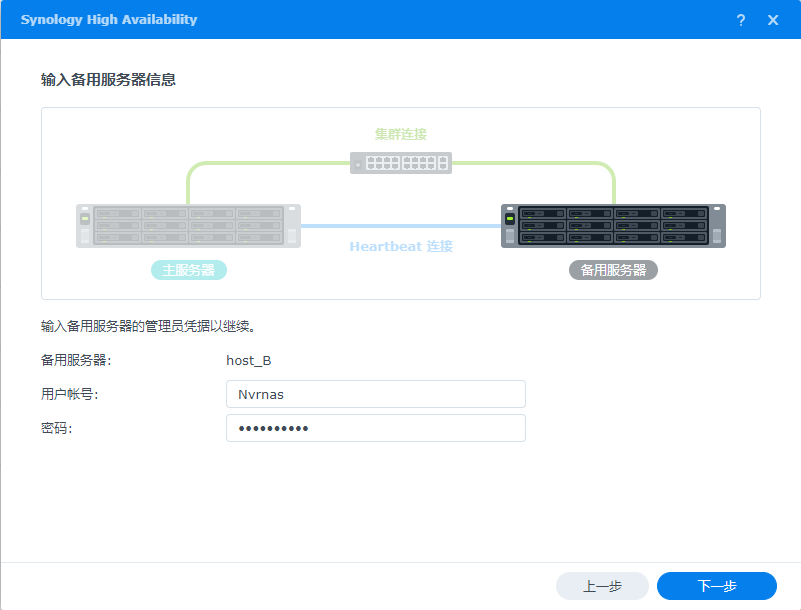 Synology High Availability
?
输入备用服务器信息
集群连接
Heartbeat 连接
主服务器
备用服务器
输入备用服务器的管理员凭据以继续。
备用服务器: host_B
用户帐号: Nvrnas
密码: ••••••••••
上一步 下一步